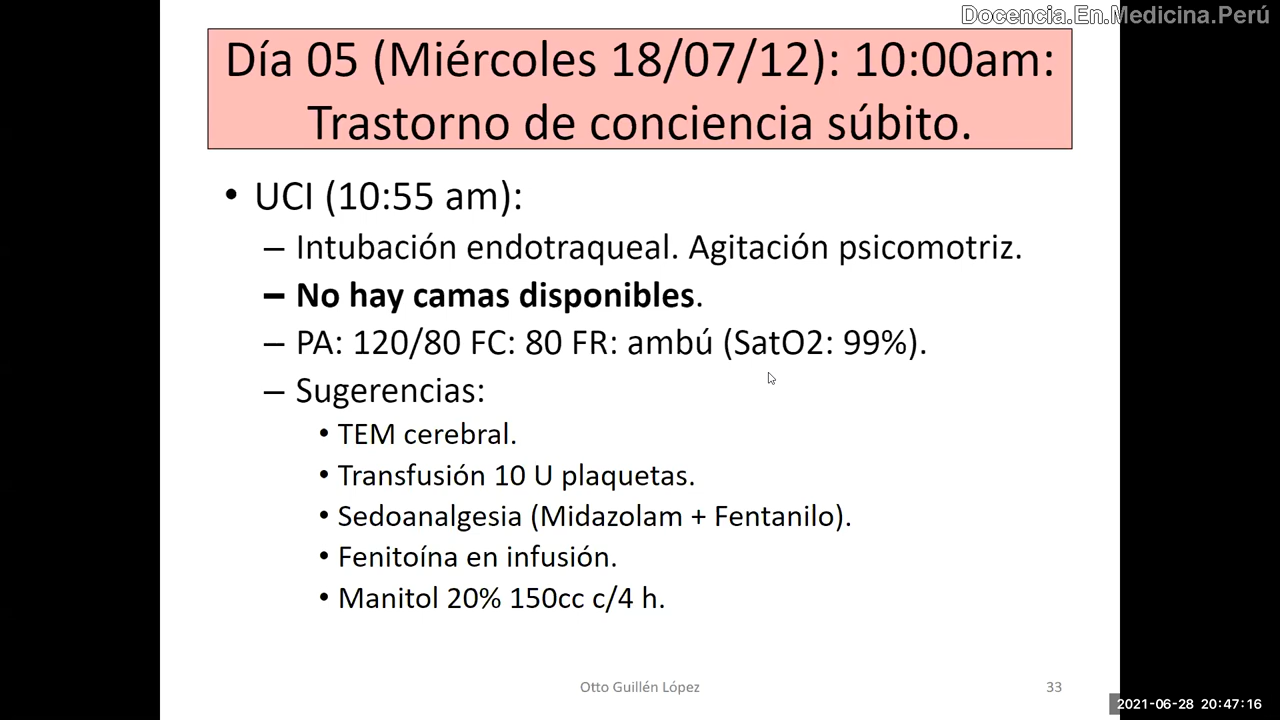 Docencia.En.Medicina.Perú
Día 05 (Miércoles 18/07/12): 10:00am:
Trastorno de conciencia súbito.
• UCI (10:55 am):
– Intubación endotraqueal. Agitación psicomotriz.
– No hay camas disponibles.
– PA: 120/80 FC: 80 FR: ambú (SatO2: 99%).
– Sugerencias:
• TEM cerebral.
• Transfusión 10 U plaquetas.
• Sedoanalgesia (Midazolam + Fentanilo).
• Fenitoína en infusión.
• Manitol 20% 150cc c/4 h.
Otto Guillén López
33
2021-06-28 20:47:16